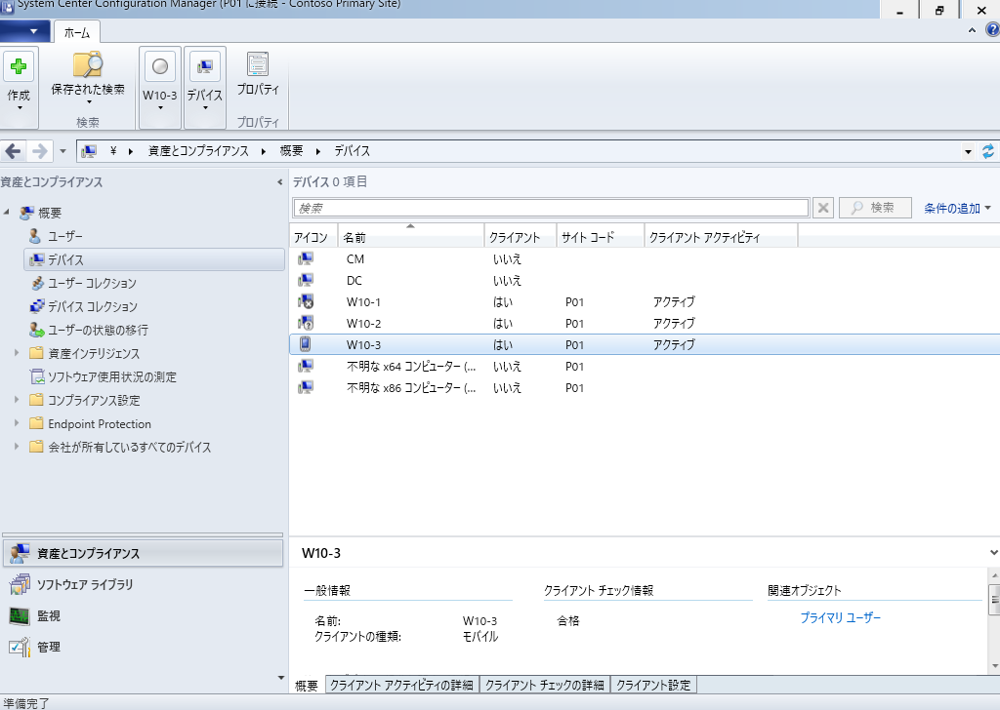 System Center Configuration Manager (P01 に接続 - Contoso Primary Site)
ホーム
作成
保存された検索
W10-3
デバイス
プロパティ
検索
プロパティ
¥ 資産とコンプライアンス 概要 デバイス
資産とコンプライアンス
デバイス 0 項目
検索
検索
条件の追加
概要
ユーザー
デバイス
ユーザー コレクション
デバイス コレクション
ユーザーの状態の移行
資産インテリジェンス
ソフトウェア使用状況の測定
コンプライアンス設定
Endpoint Protection
会社が所有しているすべてのデバイス
アイコン 名前 クライアント サイト コード クライアント アクティビティ
CM いいえ
DC いいえ
W10-1 はい P01 アクティブ
W10-2 はい P01 アクティブ
W10-3 はい P01 アクティブ
不明な x64 コンピューター (... いいえ P01
不明な x86 コンピューター (... いいえ P01
資産とコンプライアンス
ソフトウェア ライブラリ
監視
管理
W10-3
一般情報
名前: W10-3
クライアントの種類: モバイル
クライアント チェック情報
合格
関連オブジェクト
プライマリ ユーザー
概要 クライアント アクティビティの詳細 クライアント チェックの詳細 クライアント設定
準備完了